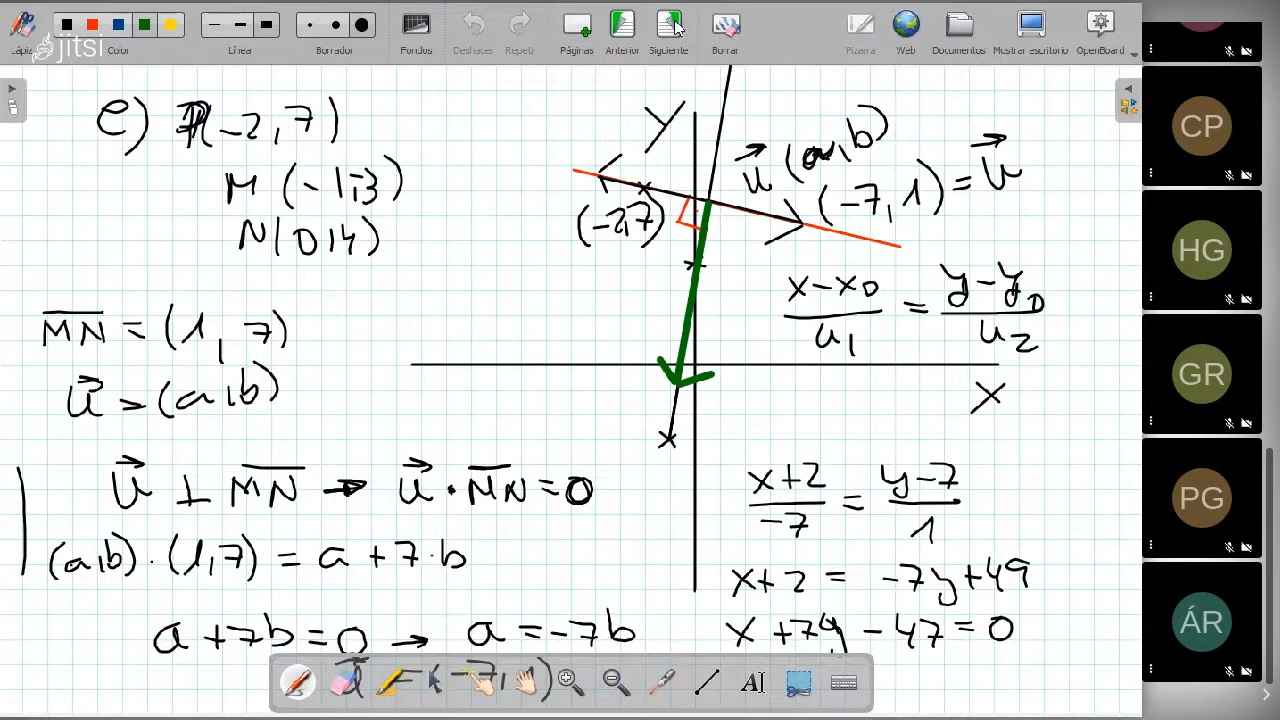 Lápiz Color Línea Borrador Fondos Deshacer Repetir Páginas Anterior Siguiente Borrar Pizarra Web Documentos Mostrar escritorio OpenBoard
jitsi
e) P(-2,7)
M(-1,-3)
N(0,4)
MN = (1,7)
u = (a,b)
u ⊥ MN → u · MN = 0
(a,b) · (1,7) = a + 7·b
a + 7b = 0 → a = -7b
(-7,1)
Y
u (a,b)
(-7,1) = u
(-2,7)
x-x0/u1 = y-y0/u2
X
x+2/-7 = y-7/1
x+2 = -7y+49
x+7y-47=0
CP
HG
GR
PG
ÁR